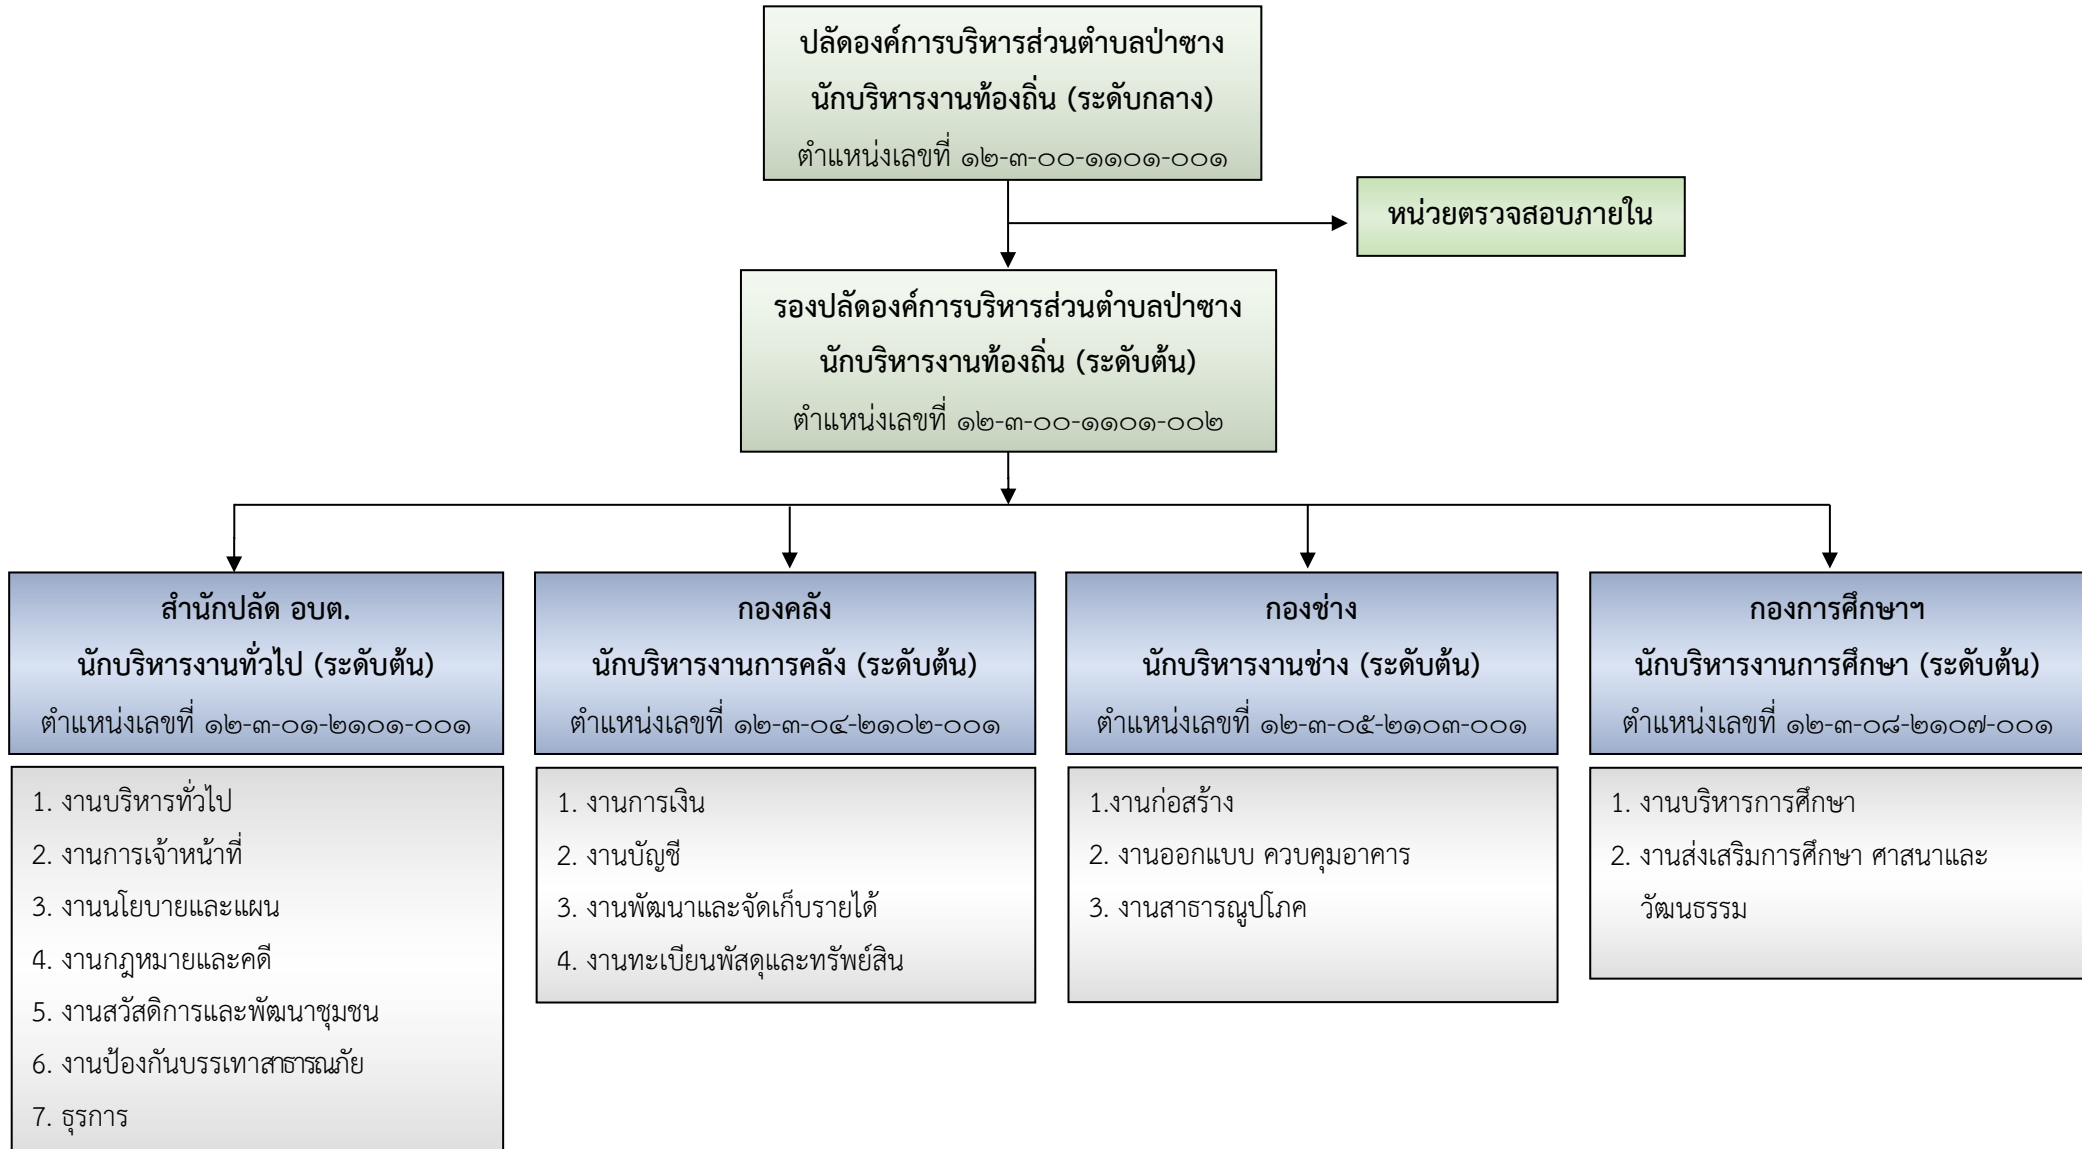 ปลัดองค์การบริหารส่วนตำบลป่าซาง
นักบริหารงานท้องถิ่น (ระดับกลาง)
ตำแหน่งเลขที่ ๑๒-๓-๐๐-๑๑๐๑-๐๐๑
หน่วยตรวจสอบภายใน
รองปลัดองค์การบริหารส่วนตำบลป่าซาง
นักบริหารงานท้องถิ่น (ระดับต้น)
ตำแหน่งเลขที่ ๑๒-๓-๐๐-๑๑๐๑-๐๐๒
สำนักปลัด อบต.
นักบริหารงานทั่วไป (ระดับต้น)
ตำแหน่งเลขที่ ๑๒-๓-๐๑-๒๑๐๑-๐๐๑
1. งานบริหารทั่วไป
2. งานการเจ้าหน้าที่
3. งานนโยบายและแผน
4. งานกฎหมายและคดี
5. งานสวัสดิการและพัฒนาชุมชน
6. งานป้องกันบรรเทาสาธารณภัย
7. ธุรการ
กองคลัง
นักบริหารงานการคลัง (ระดับต้น)
ตำแหน่งเลขที่ ๑๒-๓-๐๔-๒๑๐๒-๐๐๑
1. งานการเงิน
2. งานบัญชี
3. งานพัฒนาและจัดเก็บรายได้
4. งานทะเบียนพัสดุและทรัพย์สิน
กองช่าง
นักบริหารงานช่าง (ระดับต้น)
ตำแหน่งเลขที่ ๑๒-๓-๐๕-๒๑๐๓-๐๐๑
1.งานก่อสร้าง
2. งานออกแบบ ควบคุมอาคาร
3. งานสาธารณูปโภค
กองการศึกษาฯ
นักบริหารงานการศึกษา (ระดับต้น)
ตำแหน่งเลขที่ ๑๒-๓-๐๘-๒๑๐๗-๐๐๑
1. งานบริหารการศึกษา
2. งานส่งเสริมการศึกษา ศาสนาและ
วัฒนธรรม